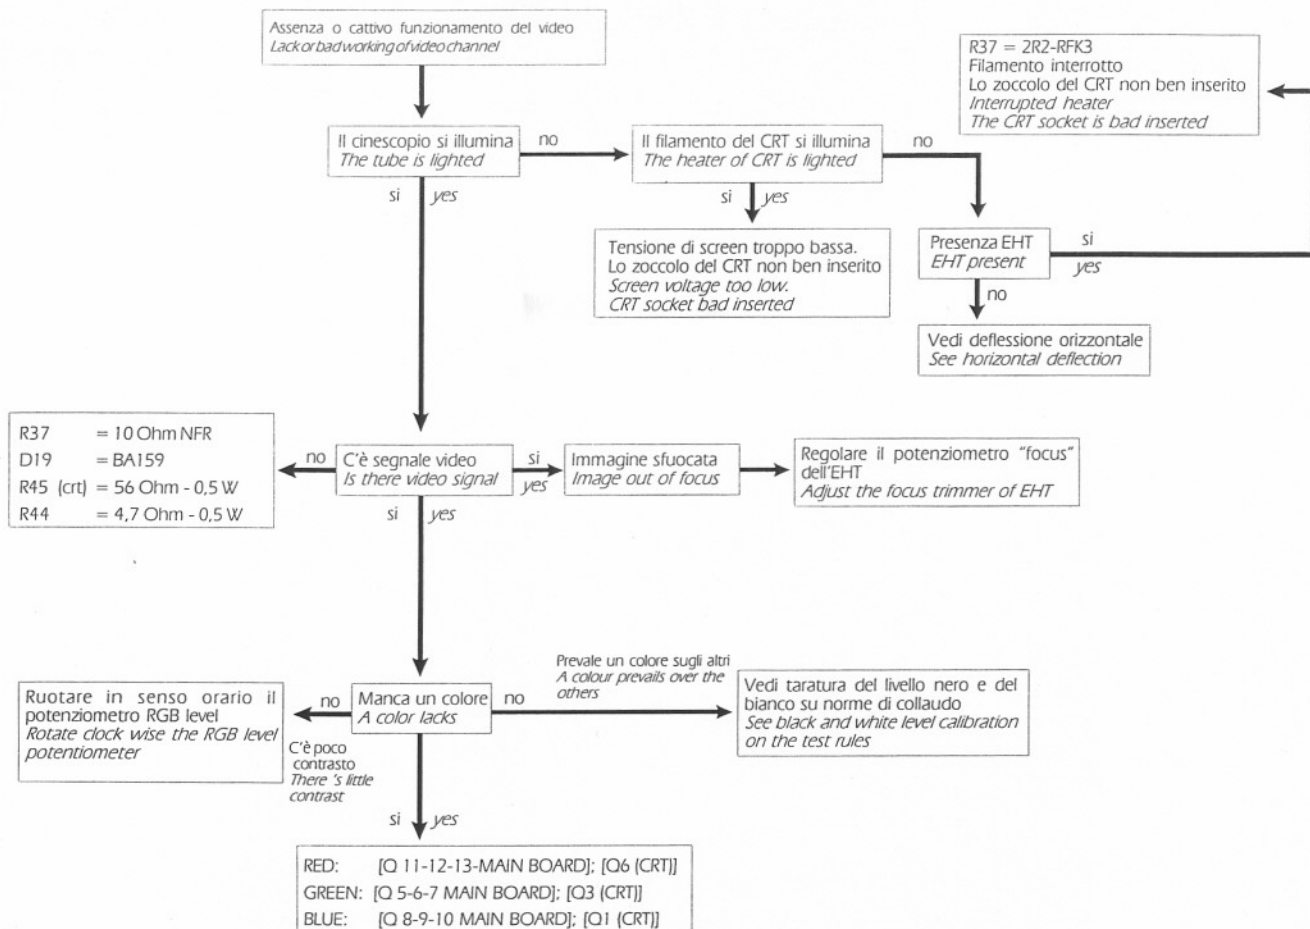 Assenza o cattivo funzionamento del video
Lack or bad working of video channel
R37 = 2R2-RFK3
Filamento interrotto
Lo zoccolo del CRT non ben inserito
Interrupted heater
The CRT socket is bad inserted
Il cinescopio si illumina
The tube is lighted
no
Il filamento del CRT si illumina
The heater of CRT is lighted
no
si yes
si yes
Tensione di screen troppo bassa.
Lo zoccolo del CRT non ben inserito
Screen voltage too low.
CRT socket bad inserted
Presenza EHT
EHT present
si
yes
no
Vedi deflessione orizzontale
See horizontal deflection
R37 = 10 Ohm NFR
D19 = BA159
R45 (crt) = 56 Ohm - 0,5 W
R44 = 4,7 Ohm - 0,5 W
no
C'è segnale video
Is there video signal
si
yes
Immagine sfuocata
Image out of focus
Regolare il potenziometro "focus"
dell'EHT
Adjust the focus trimmer of EHT
si yes
Ruotare in senso orario il
potenziometro RGB level
Rotate clock wise the RGB level
potentiometer
no
C'è poco
contrasto
There 's little
contrast
Manca un colore
A color lacks
no
Prevale un colore sugli altri
A colour prevails over the
others
Vedi taratura del livello nero e del
bianco su norme di collaudo
See black and white level calibration
on the test rules
si yes
RED: [Q 11-12-13-MAIN BOARD]; [Q6 (CRT)]
GREEN: [Q 5-6-7 MAIN BOARD]; [Q3 (CRT)]
BLUE: [Q 8-9-10 MAIN BOARD]; [Q1 (CRT)]